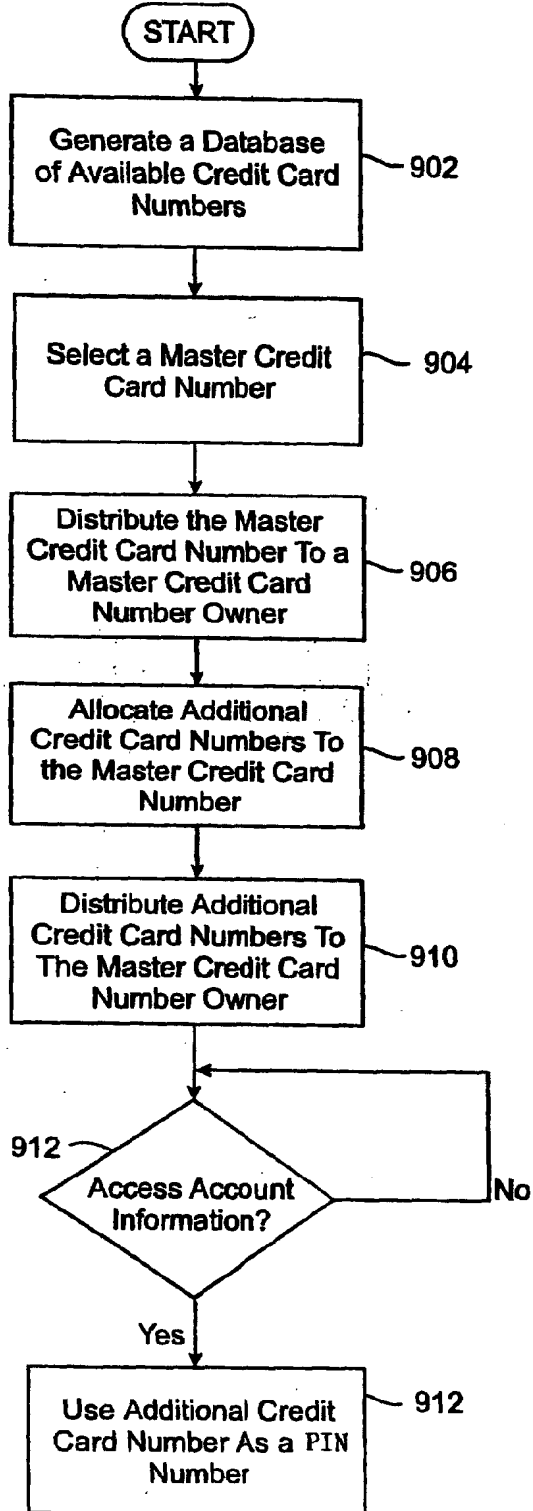 START
Generate a Database
of Available Credit Card
Numbers
902
Select a Master Credit
Card Number
904
Distribute the Master
Credit Card Number To a
Master Credit Card
Number Owner
906
Allocate Additional
Credit Card Numbers To
the Master Credit Card
Number
908
Distribute Additional
Credit Card Numbers To
The Master Credit Card
Number Owner
910
912
Access Account
Information?
No
Yes
Use Additional Credit
Card Number As a PIN
Number
912